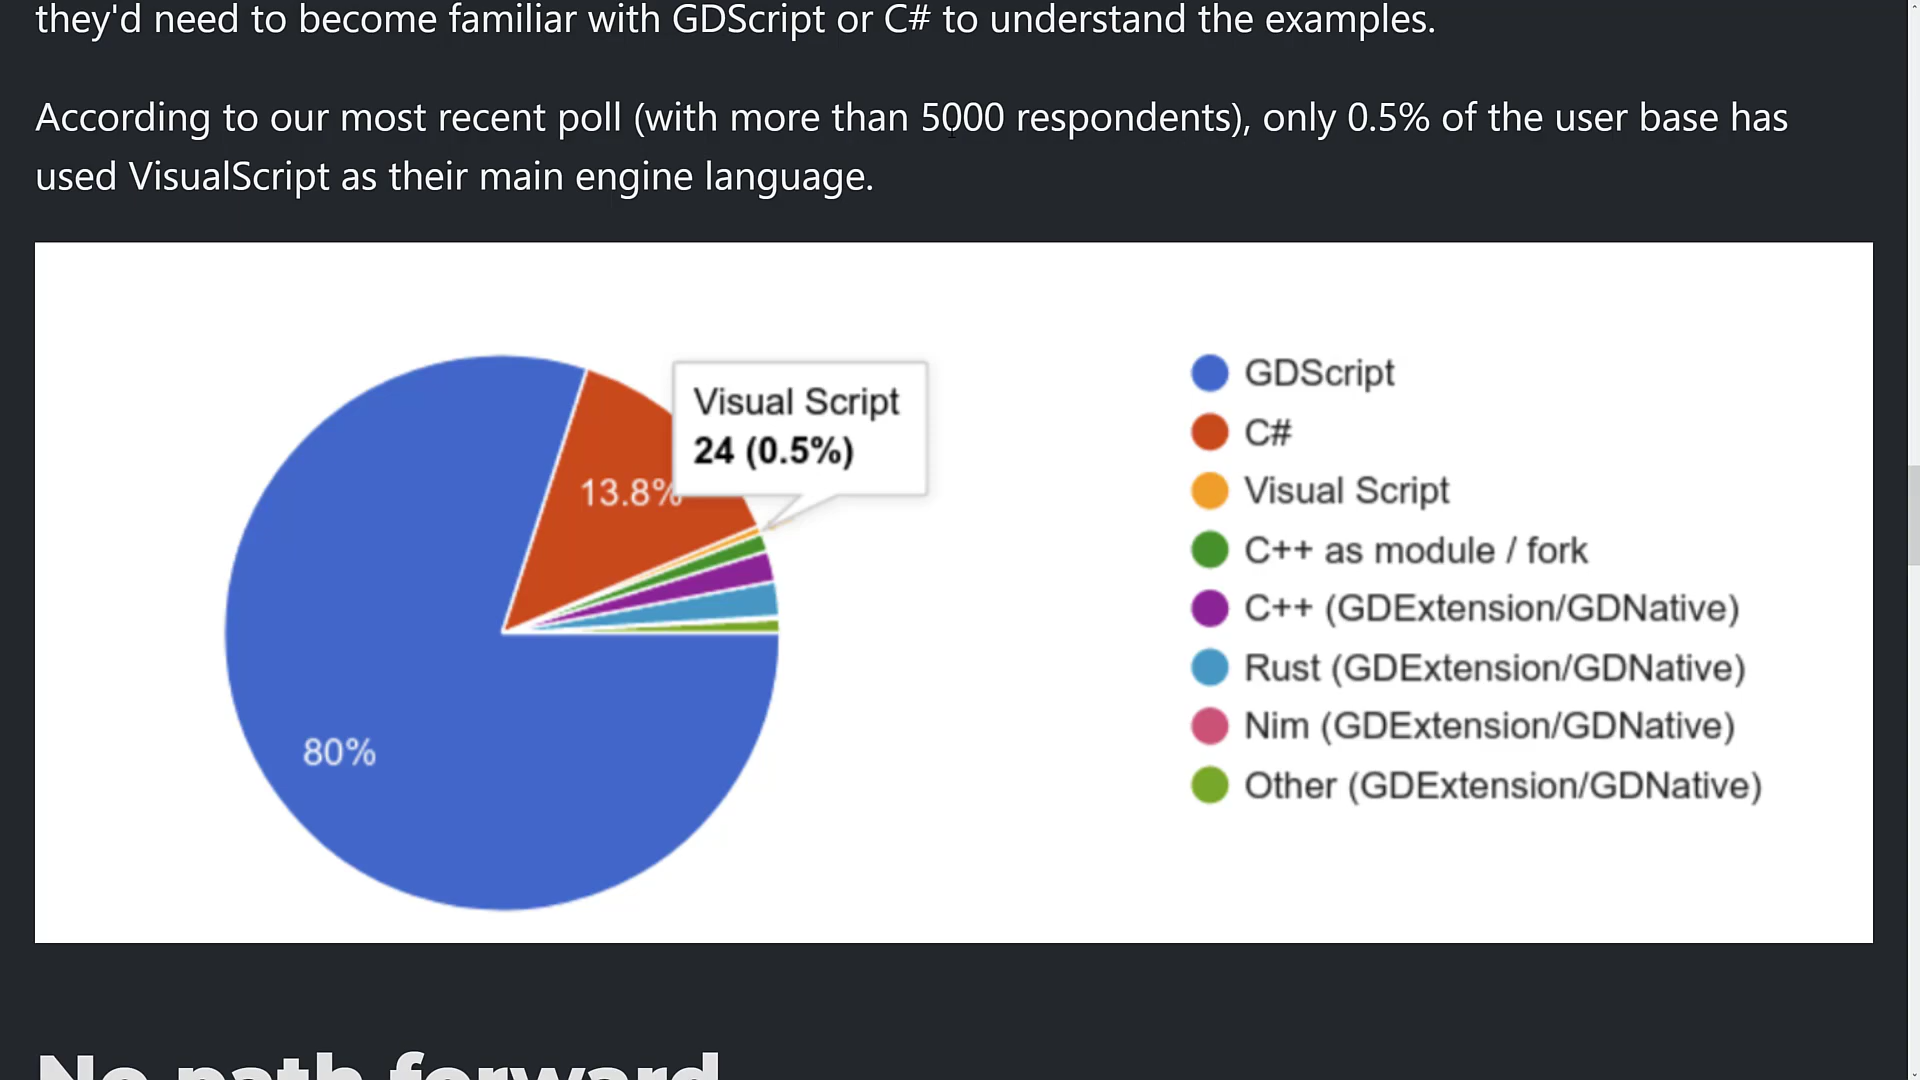 they'd need to become familiar with GDScript or C# to understand the examples.
According to our most recent poll (with more than 5000 respondents), only 0.5% of the user base has
used VisualScript as their main engine language.
Visual Script
24 (0.5%)
13.8%
80%
GDScript
C#
Visual Script
C++ as module / fork
C++ (GDExtension/GDNative)
Rust (GDExtension/GDNative)
Nim (GDExtension/GDNative)
Other (GDExtension/GDNative)
No path forward